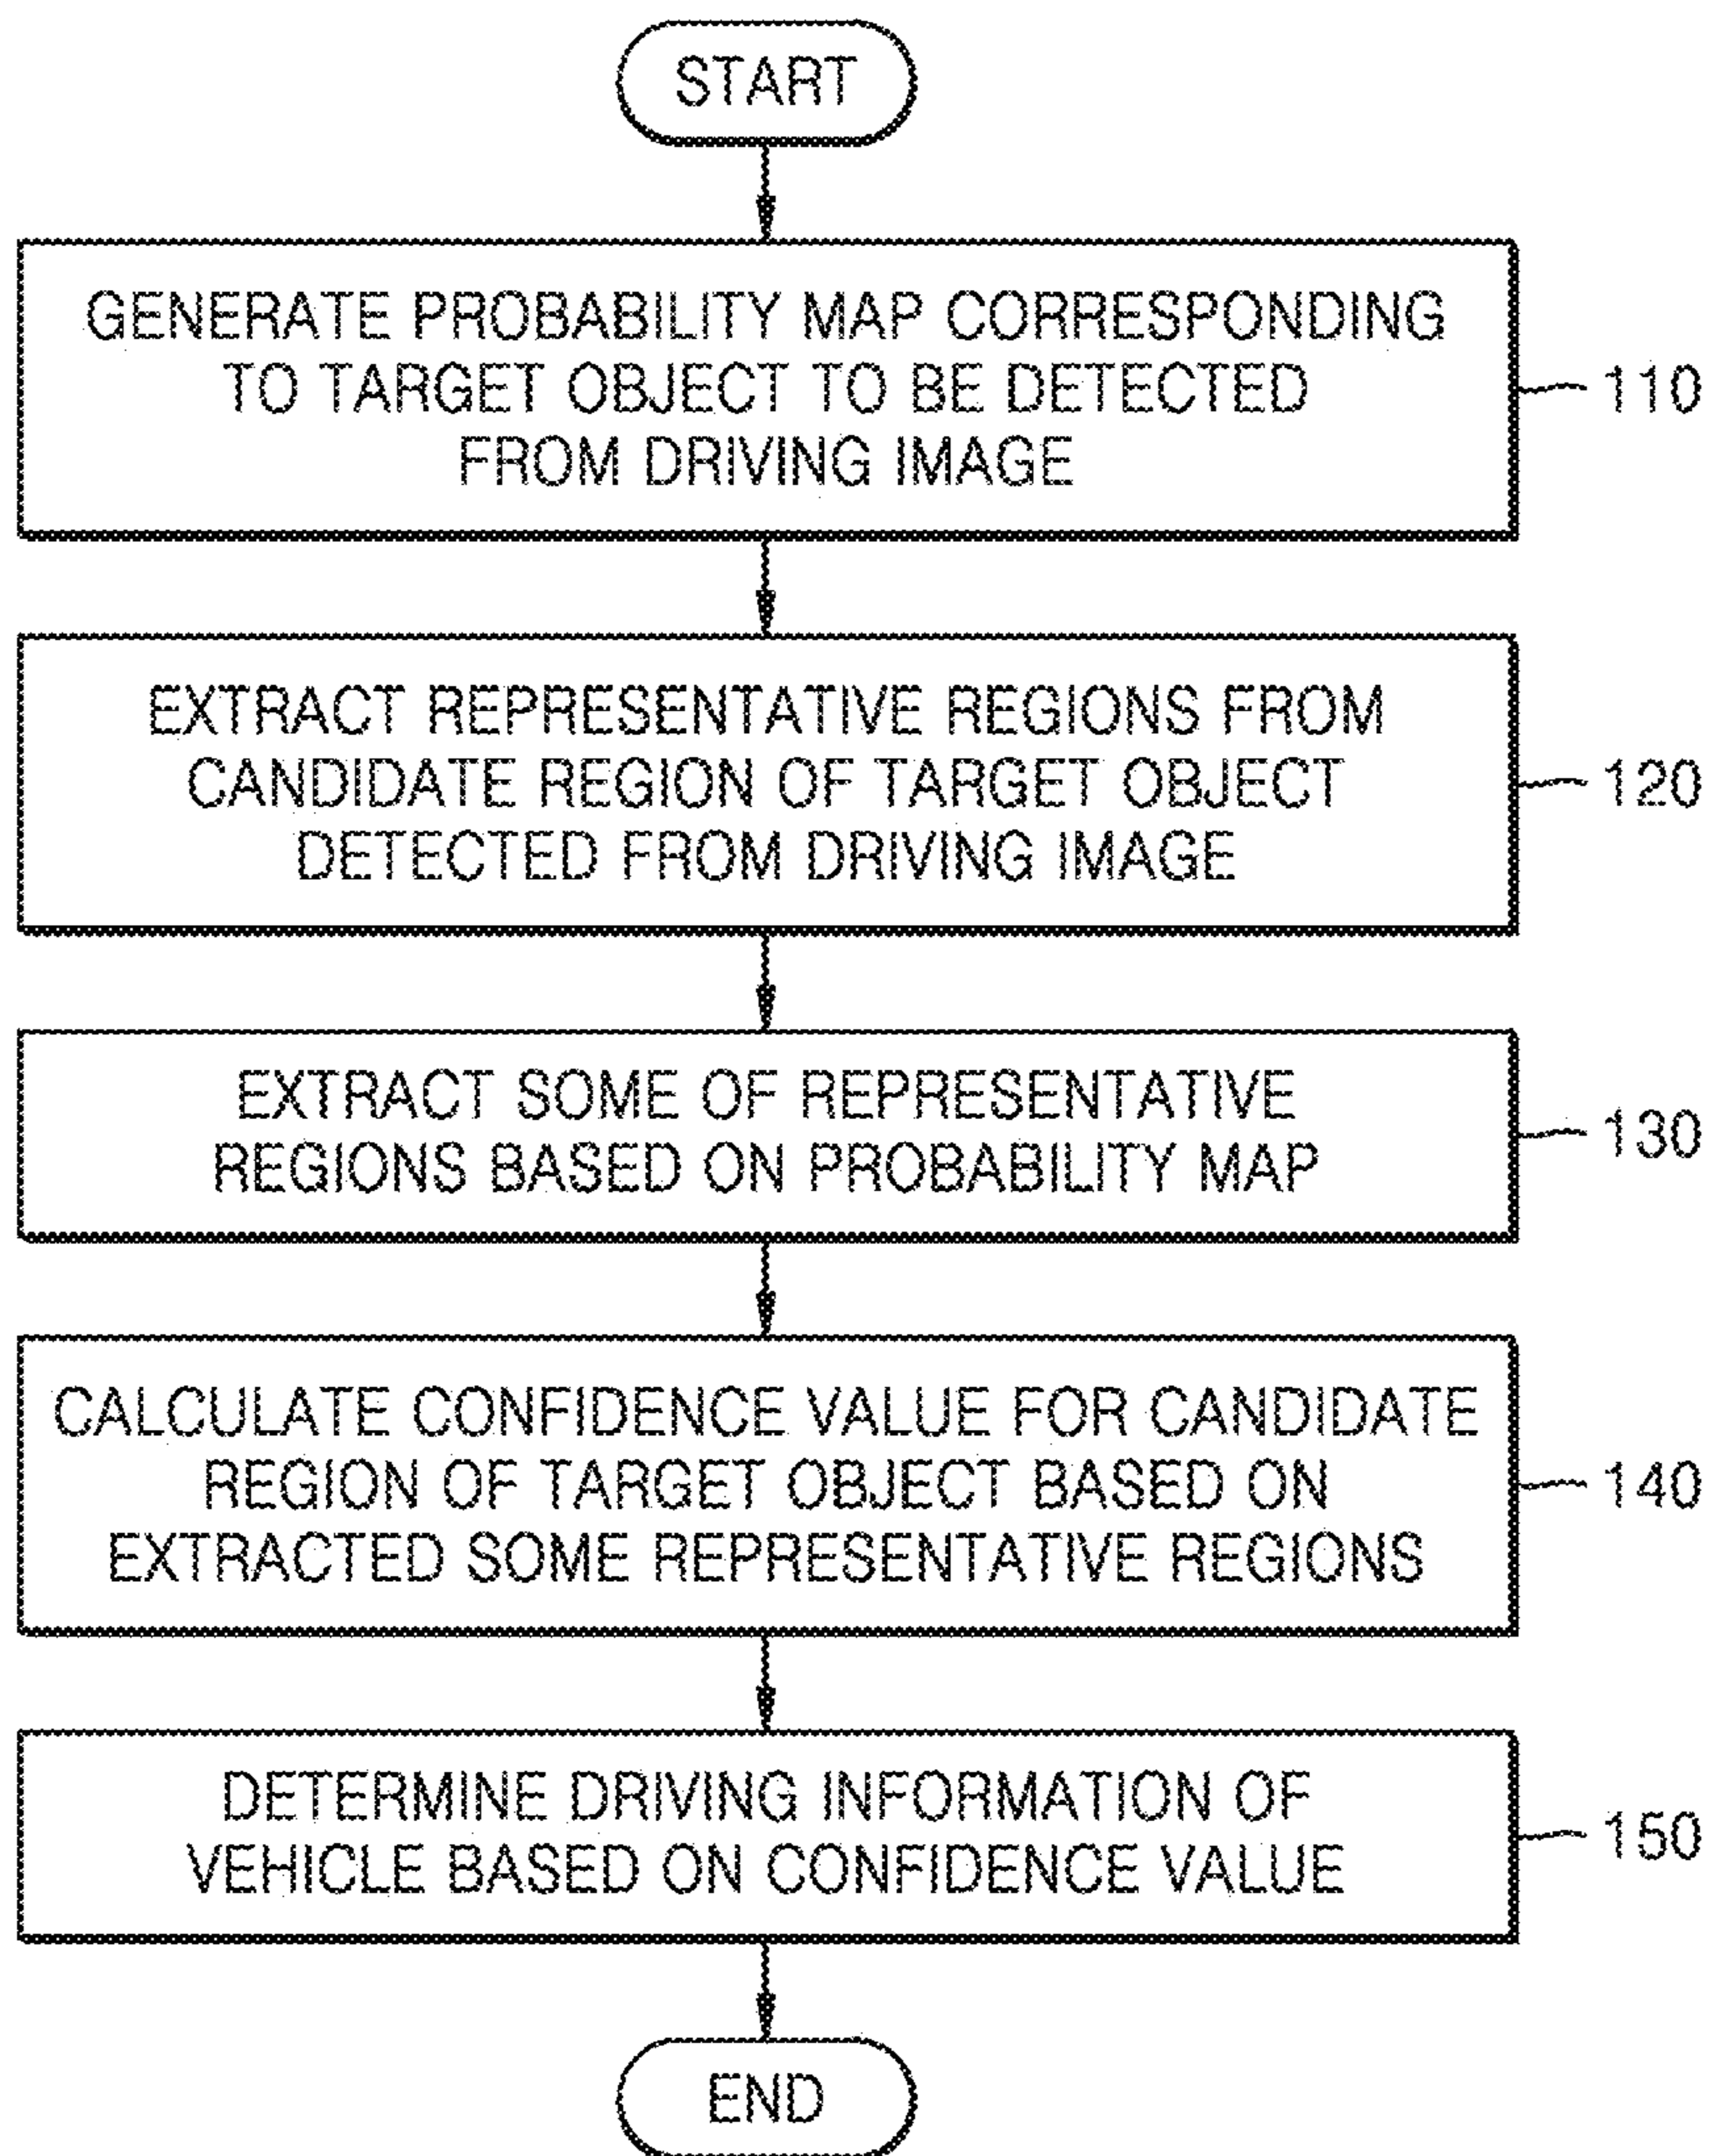 START
GENERATE PROBABILITY MAP CORRESPONDING
TO TARGET OBJECT TO BE DETECTED
FROM DRIVING IMAGE
110
EXTRACT REPRESENTATIVE REGIONS FROM
CANDIDATE REGION OF TARGET OBJECT
DETECTED FROM DRIVING IMAGE
120
EXTRACT SOME OF REPRESENTATIVE
REGIONS BASED ON PROBABILITY MAP
130
CALCULATE CONFIDENCE VALUE FOR CANDIDATE
REGION OF TARGET OBJECT BASED ON
EXTRACTED SOME REPRESENTATIVE REGIONS
140
DETERMINE DRIVING INFORMATION OF
VEHICLE BASED ON CONFIDENCE VALUE
150
END